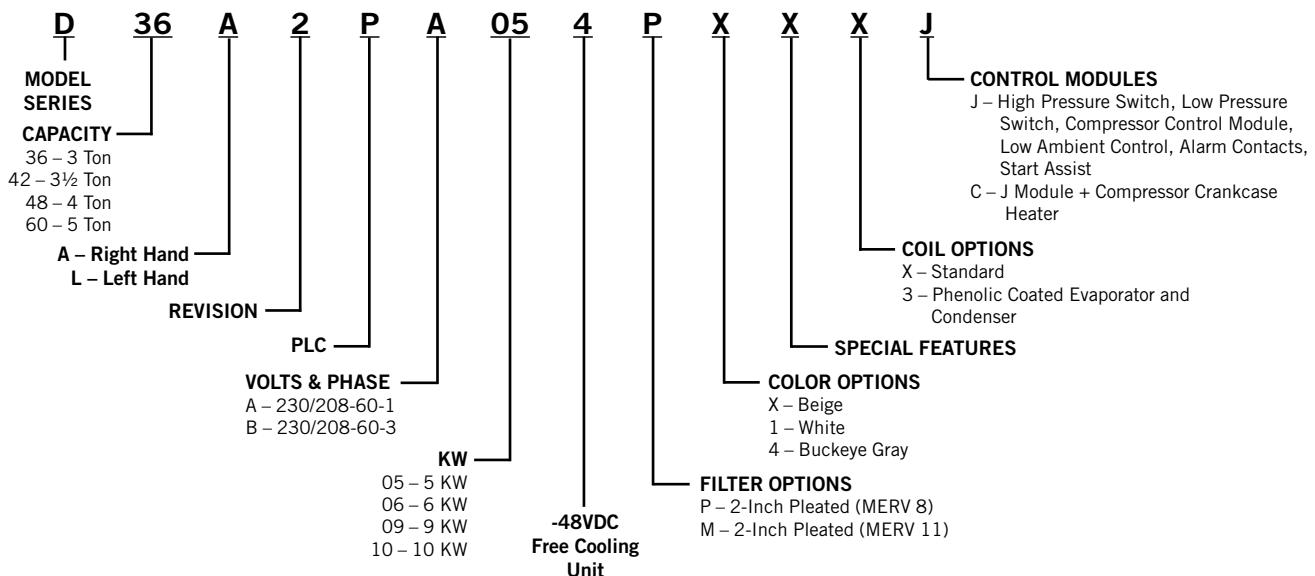 D 36 A 2 P A 05 4 P X X X J
MODEL
SERIES
CAPACITY
36 – 3 Ton
42 – 3½ Ton
48 – 4 Ton
60 – 5 Ton
A – Right Hand
L – Left Hand
REVISION
PLC
VOLTS & PHASE
A – 230/208-60-1
B – 230/208-60-3
KW
05 – 5 KW
06 – 6 KW
09 – 9 KW
10 – 10 KW
-48VDC
Free Cooling
Unit
FILTER OPTIONS
P – 2-Inch Pleated (MERV 8)
M – 2-Inch Pleated (MERV 11)
COLOR OPTIONS
X – Beige
1 – White
4 – Buckeye Gray
SPECIAL FEATURES
COIL OPTIONS
X – Standard
3 – Phenolic Coated Evaporator and
Condenser
CONTROL MODULES
J – High Pressure Switch, Low Pressure
Switch, Compressor Control Module,
Low Ambient Control, Alarm Contacts,
Start Assist
C – J Module + Compressor Crankcase
Heater